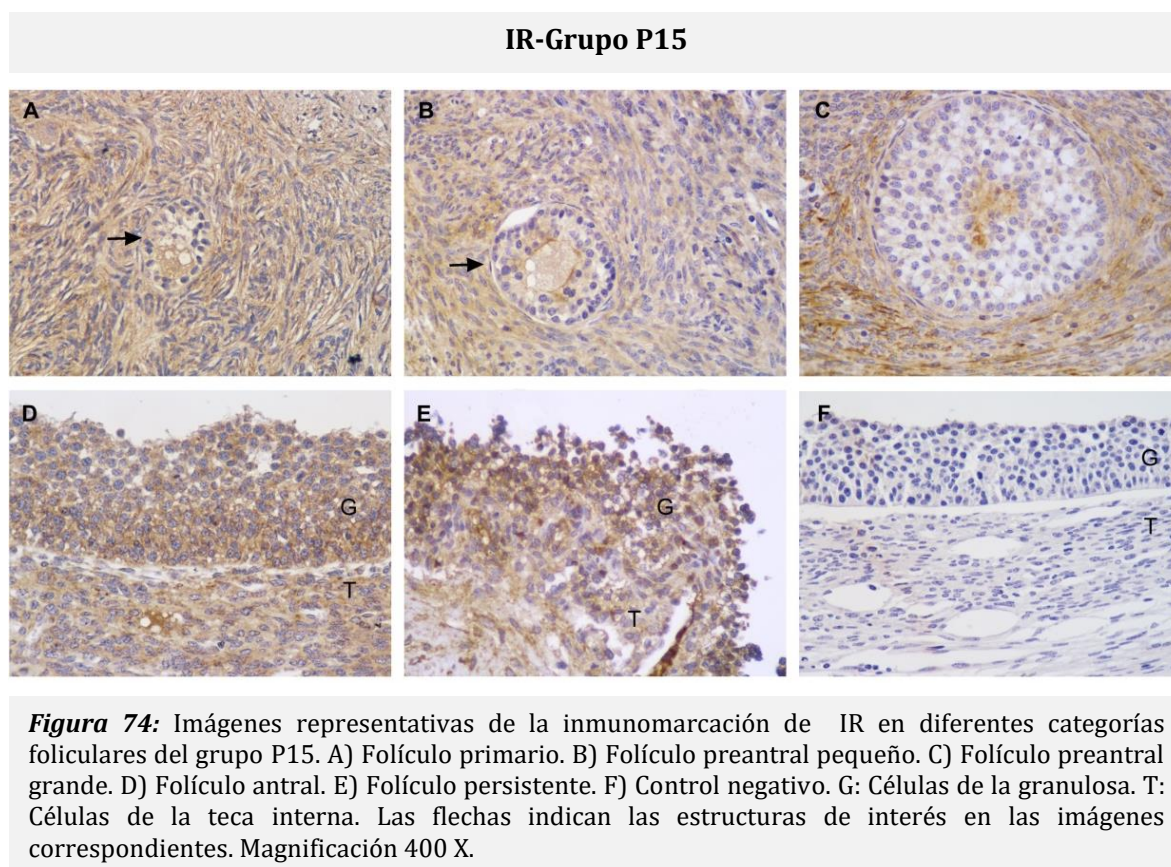 IR-Grupo P15
A
B
C
D
G
T
E
G
T
F
G
T
Figura 74: Imágenes representativas de la inmunomarcación de IR en diferentes categorías
foliculares del grupo P15. A) Folículo primario. B) Folículo preantral pequeño. C) Folículo preantral
grande. D) Folículo antral. E) Folículo persistente. F) Control negativo. G: Células de la granulosa. T:
Células de la teca interna. Las flechas indican las estructuras de interés en las imágenes
correspondientes. Magnificación 400 X.